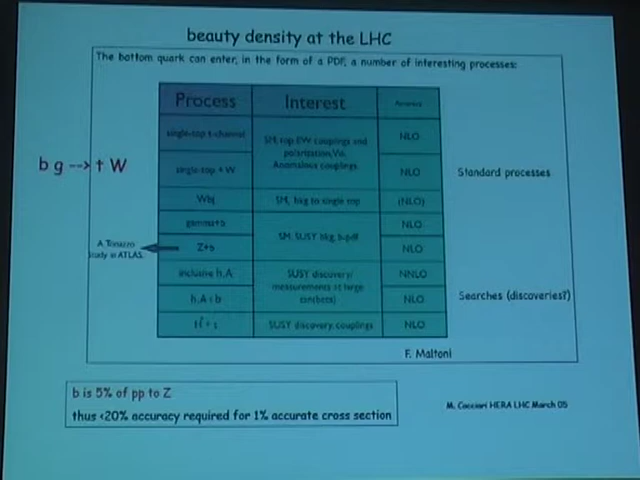 beauty density at the LHC
The bottom quark can enter, in the form of a PDF, a number of interesting processes:
Process Interest Accuracy
single-top t-channel NLO
SM, top EW couplings and
polarization, Vtb.
Anomalous couplings.
b g --> t W
single-top + W NLO
Standard processes
Wbj SM, bkg to single top (NLO)
gamma+b NLO
SM, SUSY bkg, b-pdf
A Tonazzo
study in ATLAS.
Z+b NLO
inclusive h,A SUSY discovery/ NNLO
measurements at large
tan(beta)
h,A + b NLO
Searches (discoveries?)
SUSY discovery, couplings NLO
F. Maltoni
b is 5% of pp to Z
thus <20% accuracy required for 1% accurate cross section
M. Cacciari HERA LHC March 05